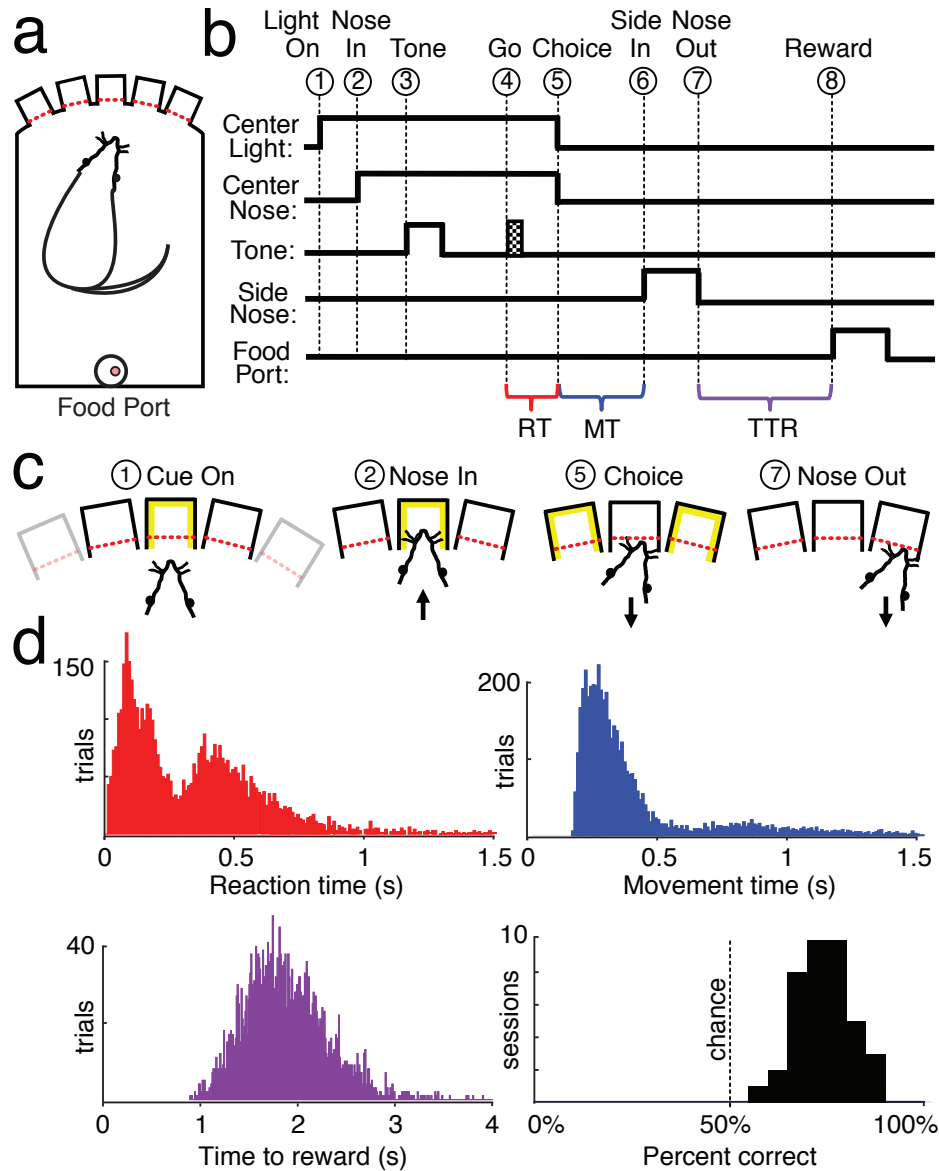 a
Food Port
b
Light On
Nose In
Tone
Go
Choice
Side In
Nose Out
Reward
1 2 3 4 5 6 7 8
Center Light:
Center Nose:
Tone:
Side Nose:
Food Port:
RT
MT
TTR
c
1 Cue On
2 Nose In
5 Choice
7 Nose Out
d
150
trials
0 0.5 1 1.5
Reaction time (s)
200
trials
0 0.5 1 1.5
Movement time (s)
40
trials
1 2 3 4
Time to reward (s)
10
sessions
chance
0% 50% 100%
Percent correct